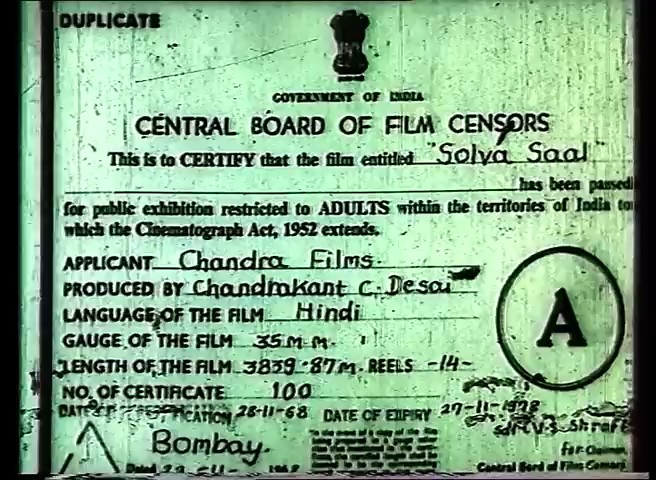 DUPLICATE
GOVERNMENT OF INDIA
CENTRAL BOARD OF FILM CENSORS
This is to CERTIFY that the film entitled "Solva Saal"
has been passed
for public exhibition restricted to ADULTS within the territories of India to
which the Cinematograph Act, 1952 extends.
APPLICANT Chandra Films.
PRODUCED BY Chandrakant C. Desai
LANGUAGE OF THE FILM Hindi
GAUGE OF THE FILM 35 m m.
A
LENGTH OF THE FILM 3839.87m. REELS -14-
NO. OF CERTIFICATE 100
28-11-68 DATE OF EXPIRY 27-11-1978
Bombay.
for Chairman,
Dated
Central Board of Film Censors,